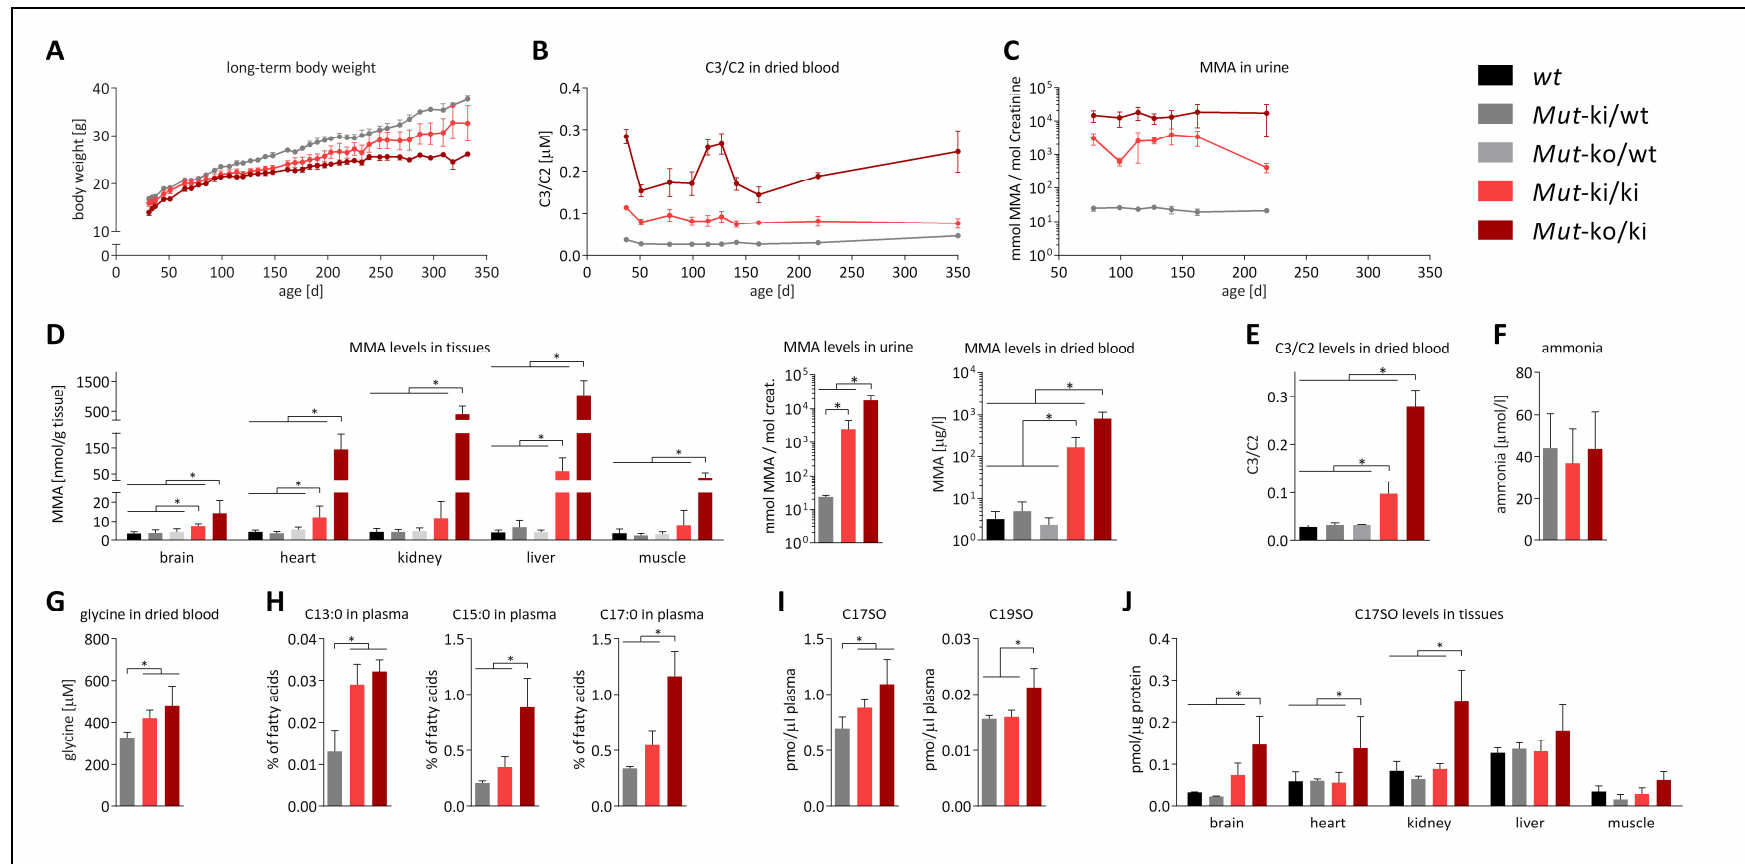 A
long-term body weight
body weight [g]
40
30
20
10
0
0 50 100 150 200 250 300 350
age [d]
B
C3/C2 in dried blood
C3/C2 [µM]
0.4
0.3
0.2
0.1
0.0
0 50 100 150 200 250 300 350
age [d]
C
MMA in urine
mmol MMA / mol Creatinine
10⁵
10⁴
10³
10²
10¹
10⁰
50 100 150 200 250 300 350
age [d]
wt
Mut-ki/wt
Mut-ko/wt
Mut-ki/ki
Mut-ko/ki
D
MMA levels in tissues
MMA [nmol/g tissue]
1500
500
150
50
20
10
0
* * * * * * * *
brain heart kidney liver muscle
MMA levels in urine
mmol MMA / mol creat.
10⁵
10⁴
10³
10²
10¹
10⁰
* *
MMA levels in dried blood
MMA [µg/l]
10⁴
10³
10²
10¹
10⁰
* *
E
C3/C2 levels in dried blood
C3/C2
0.3
0.2
0.1
0.0
* *
F
ammonia
ammonia [µmol/l]
80
60
40
20
0
G
glycine in dried blood
glycine [µM]
800
600
400
200
0
*
H
C13:0 in plasma
% of fatty acids
0.04
0.03
0.02
0.01
0.00
*
C15:0 in plasma
% of fatty acids
1.5
1.0
0.5
0.0
*
C17:0 in plasma
% of fatty acids
1.5
1.0
0.5
0.0
*
I
C17SO
pmol/µl plasma
1.5
1.0
0.5
0.0
*
C19SO
pmol/µl plasma
0.03
0.02
0.01
0.00
*
J
C17SO levels in tissues
pmol/µg protein
0.4
0.3
0.2
0.1
0.0
* * *
brain heart kidney liver muscle